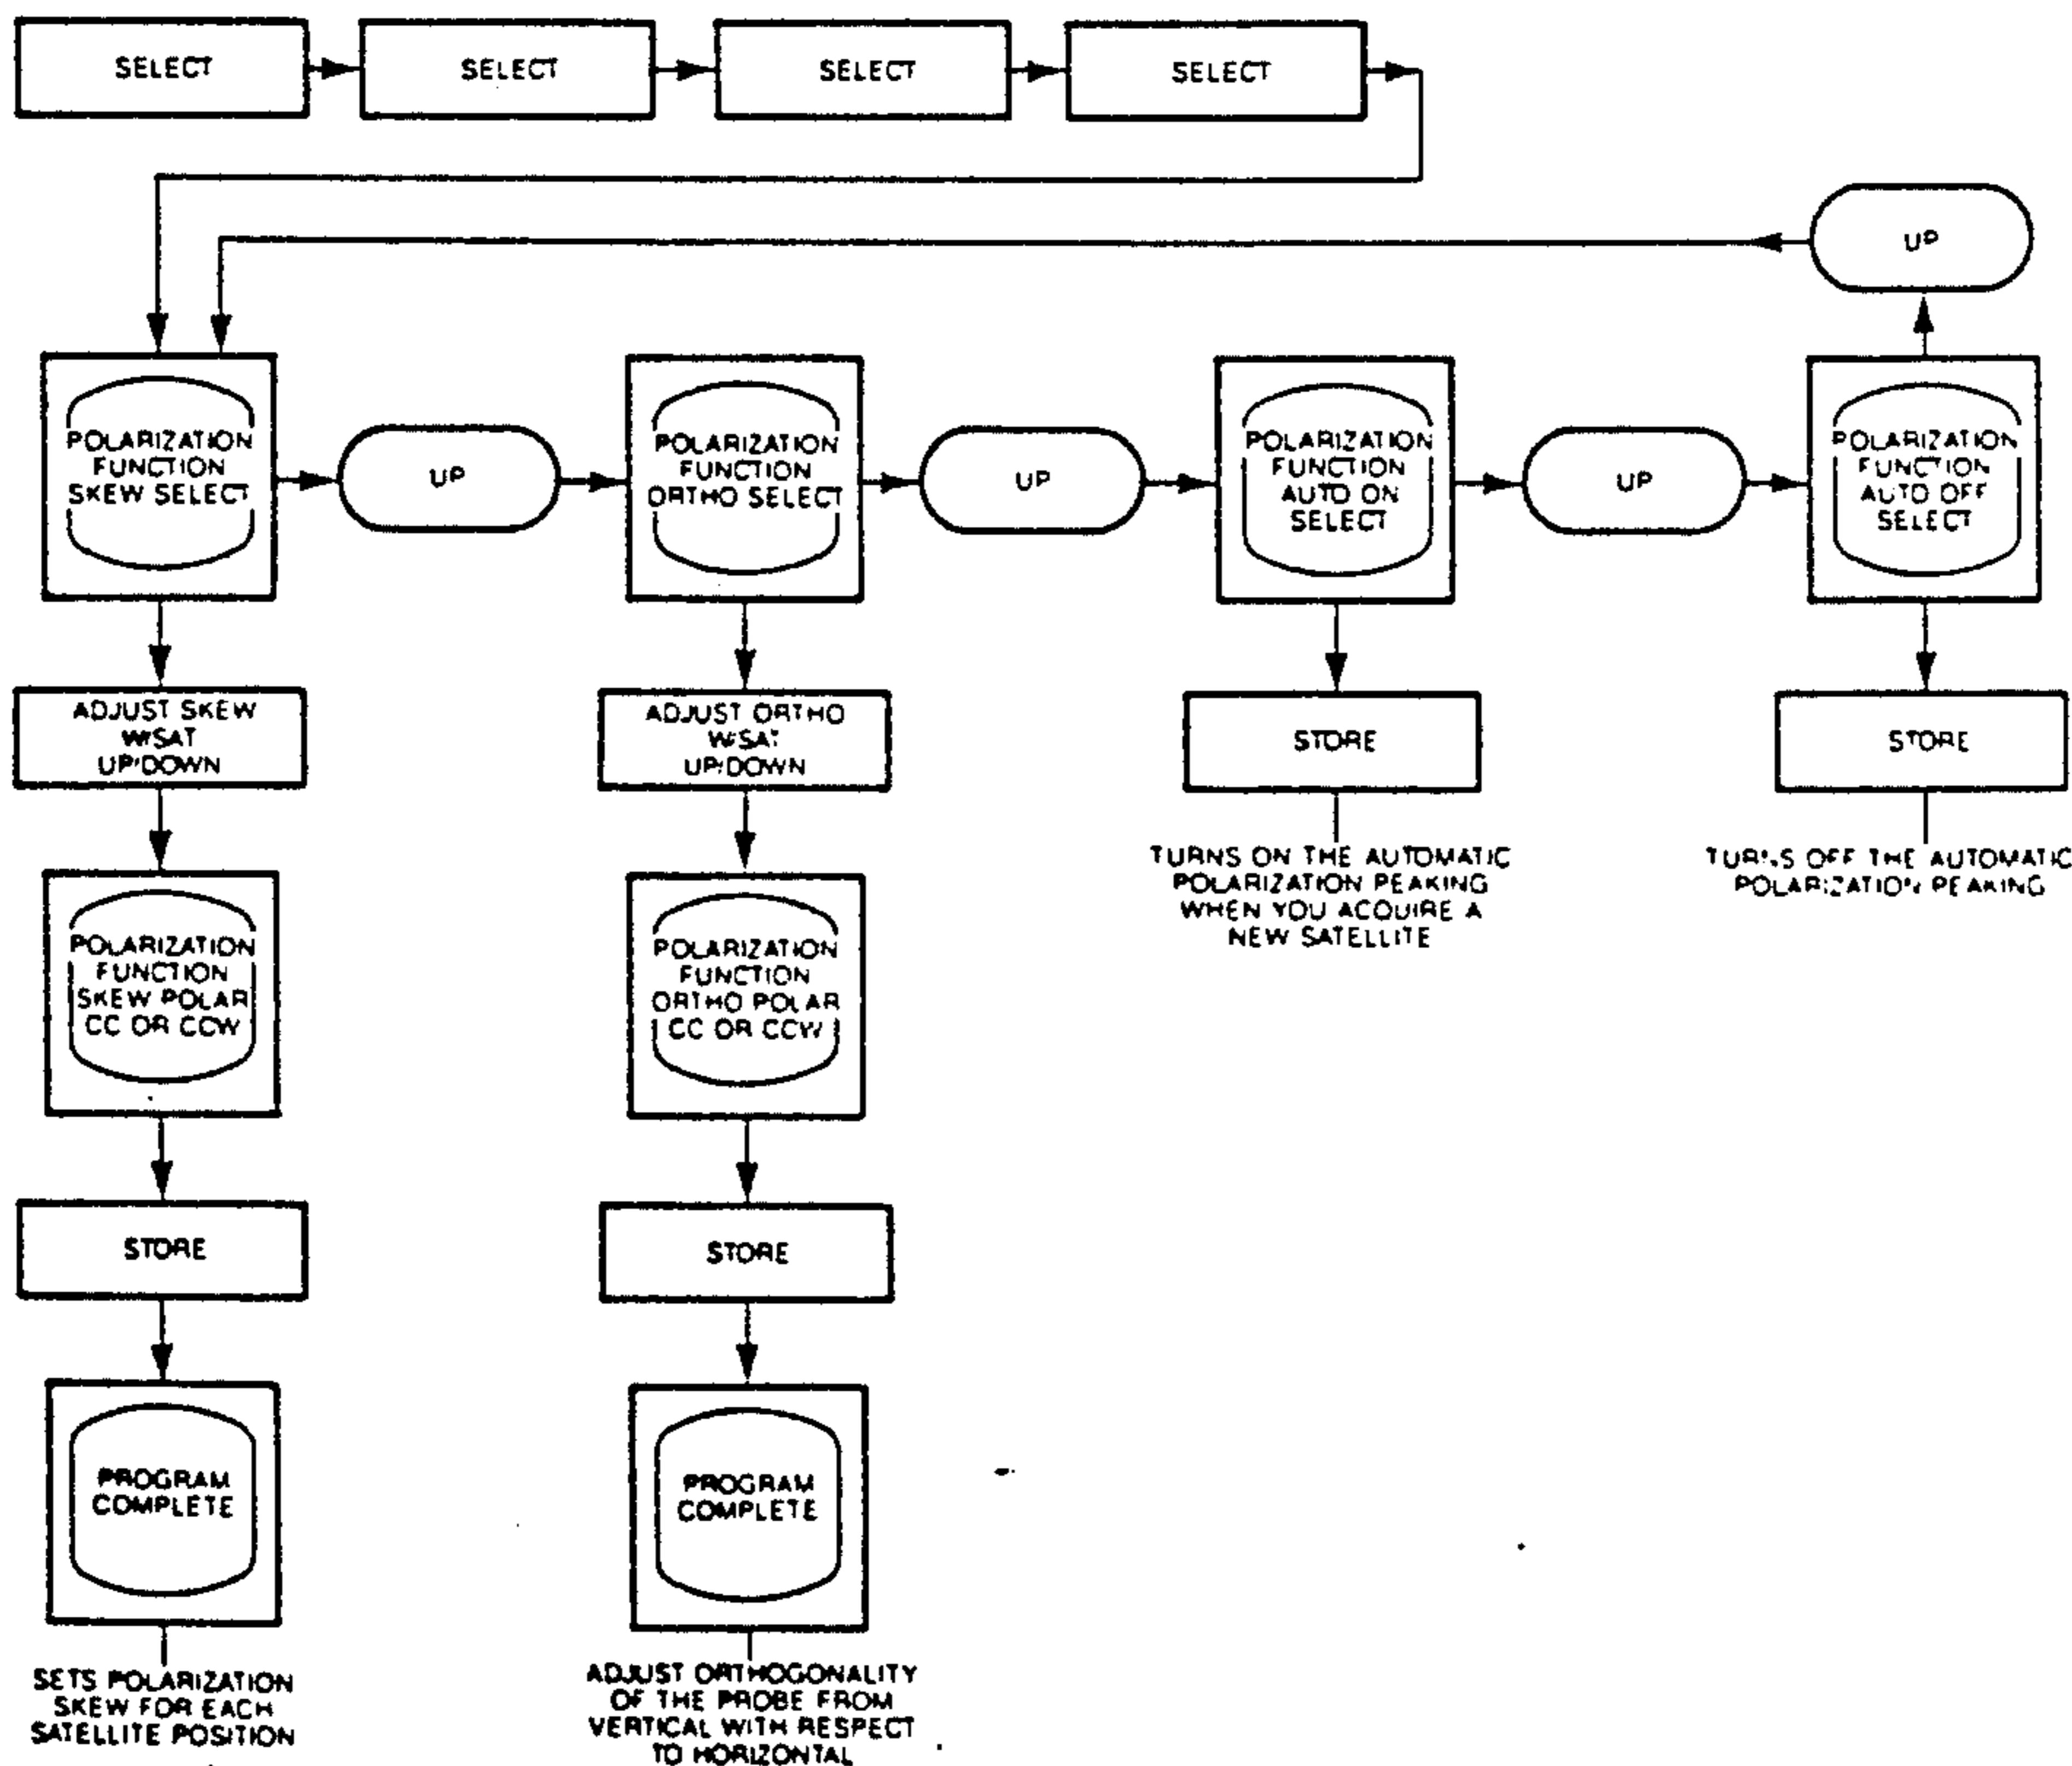 SELECT
SELECT
SELECT
SELECT
UP
POLARIZATION
FUNCTION
SKEW SELECT
UP
POLARIZATION
FUNCTION
ORTHO SELECT
UP
POLARIZATION
FUNCTION
AUTO ON
SELECT
UP
POLARIZATION
FUNCTION
AUTO OFF
SELECT
ADJUST SKEW
W/SAT
UP/DOWN
ADJUST ORTHO
W/SAT
UP/DOWN
STORE
STORE
POLARIZATION
FUNCTION
SKEW POLAR
CC OR CCW
POLARIZATION
FUNCTION
ORTHO POLAR
CC OR CCW
TURNS ON THE AUTOMATIC
POLARIZATION PEAKING
WHEN YOU ACQUIRE A
NEW SATELLITE
TURNS OFF THE AUTOMATIC
POLARIZATION PEAKING
STORE
STORE
PROGRAM
COMPLETE
PROGRAM
COMPLETE
SETS POLARIZATION
SKEW FOR EACH
SATELLITE POSITION
ADJUST ORTHOGONALITY
OF THE PROBE FROM
VERTICAL WITH RESPECT
TO HORIZONTAL